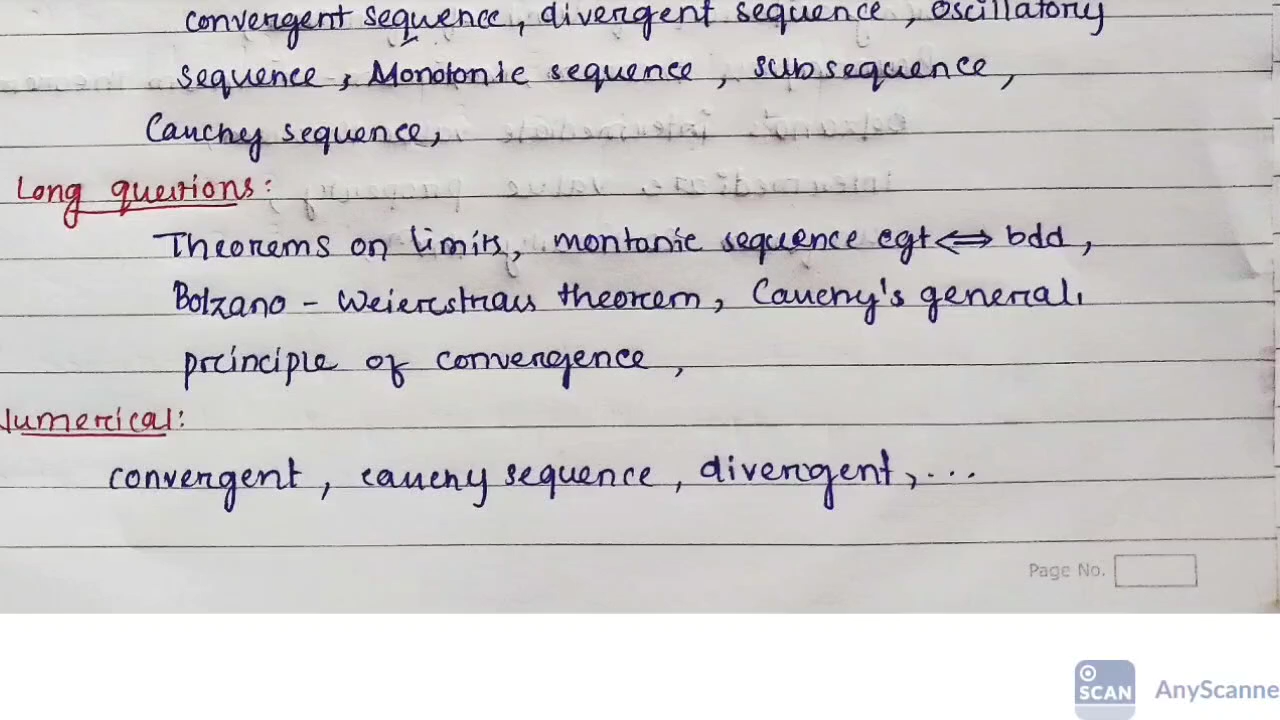 convergent sequence, divergent sequence, oscillatory
sequence, Monotonic sequence, subsequence,
Cauchy sequence,
Long questions:
Theorems on limits, montanic sequence cgt ⟺ bdd,
Bolzano - Weierstrass theorem, Cauchy's general
principle of convergence,
Numerical:
convergent, cauchy sequence, divergent, ...
Page No.
SCAN AnyScanne